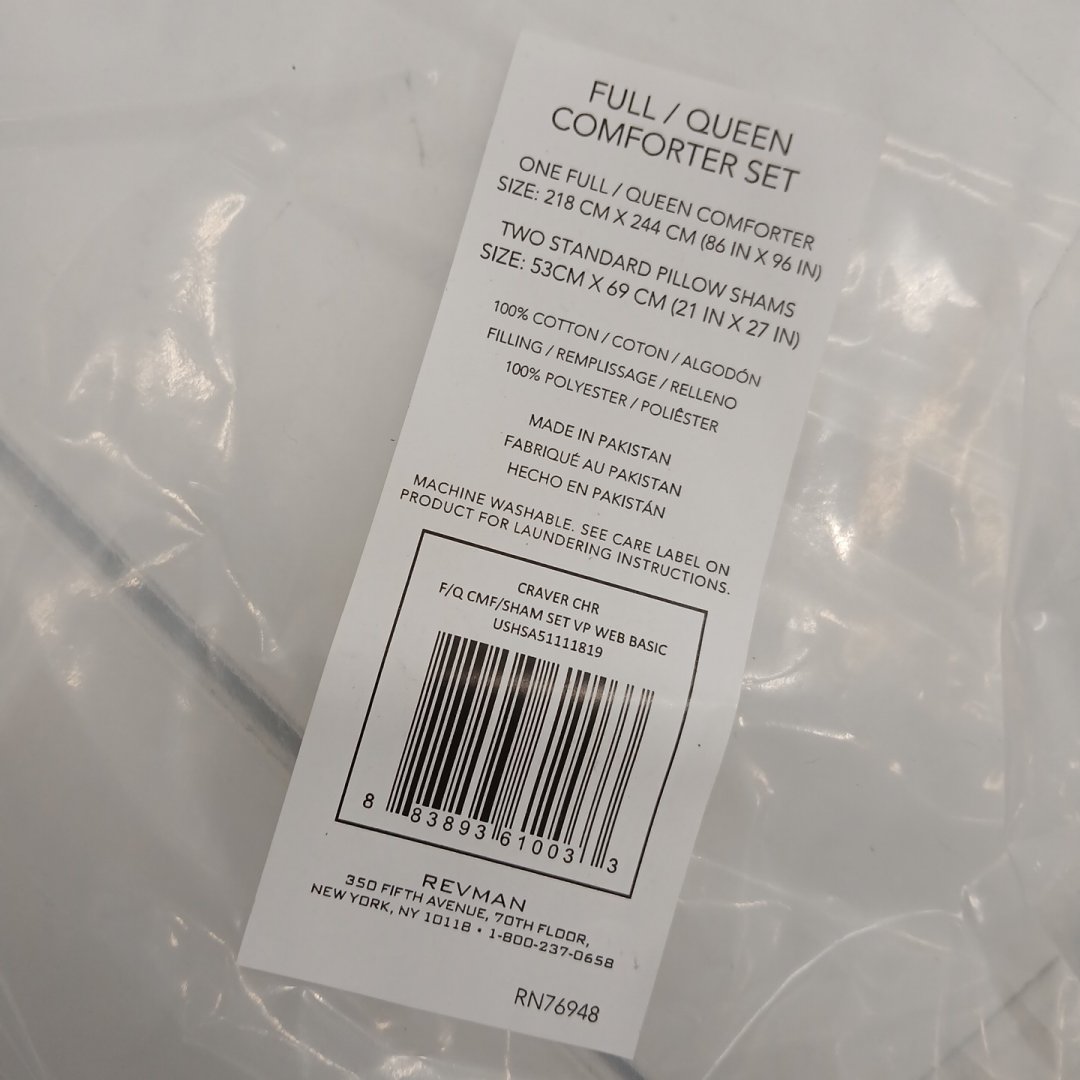 FULL / QUEEN
COMFORTER SET
ONE FULL / QUEEN COMFORTER
SIZE: 218 CM X 244 CM (86 IN X 96 IN)
TWO STANDARD PILLOW SHAMS
SIZE: 53CM X 69 CM (21 IN X 27 IN)
100% COTTON / COTON / ALGODÓN
FILLING / REMPLISSAGE / RELLENO
100% POLYESTER / POLIÊSTER
MADE IN PAKISTAN
FABRIQUÉ AU PAKISTAN
HECHO EN PAKISTÁN
MACHINE WASHABLE. SEE CARE LABEL ON
PRODUCT FOR LAUNDERING INSTRUCTIONS.
CRAVER CHR
F/Q CMF/SHAM SET VP WEB BASIC
USHSA51111819
8 83893 61003 3
REVMAN
350 FIFTH AVENUE, 70TH FLOOR,
NEW YORK, NY 10118 • 1-800-237-0658
RN76948